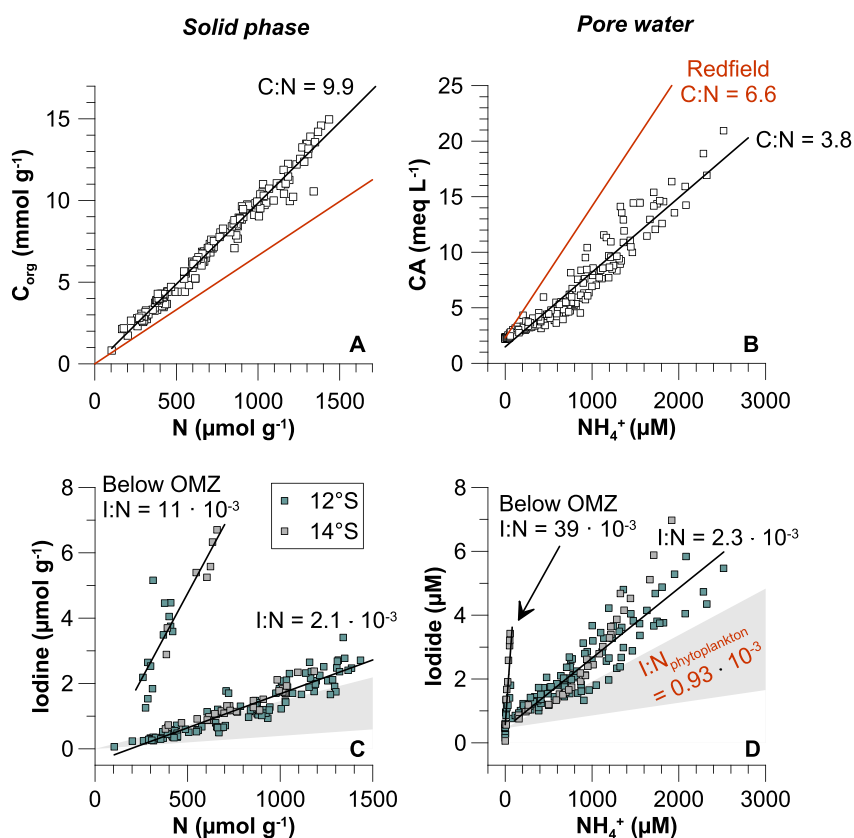 Solid phase
Pore water
C:N = 9.9
15
10
5
0
C_org (mmol g⁻¹)
A
0 500 1000 1500
N (µmol g⁻¹)
Redfield
C:N = 6.6
C:N = 3.8
25
20
15
10
5
0
CA (meq L⁻¹)
B
0 1000 2000 3000
NH₄⁺ (µM)
Below OMZ
I:N = 11 · 10⁻³
12°S
14°S
I:N = 2.1 · 10⁻³
8
6
4
2
0
Iodine (µmol g⁻¹)
C
0 500 1000 1500
N (µmol g⁻¹)
Below OMZ
I:N = 39 · 10⁻³
I:N = 2.3 · 10⁻³
I:N_phytoplankton
= 0.93 · 10⁻³
8
6
4
2
0
Iodide (µM)
D
0 1000 2000 3000
NH₄⁺ (µM)